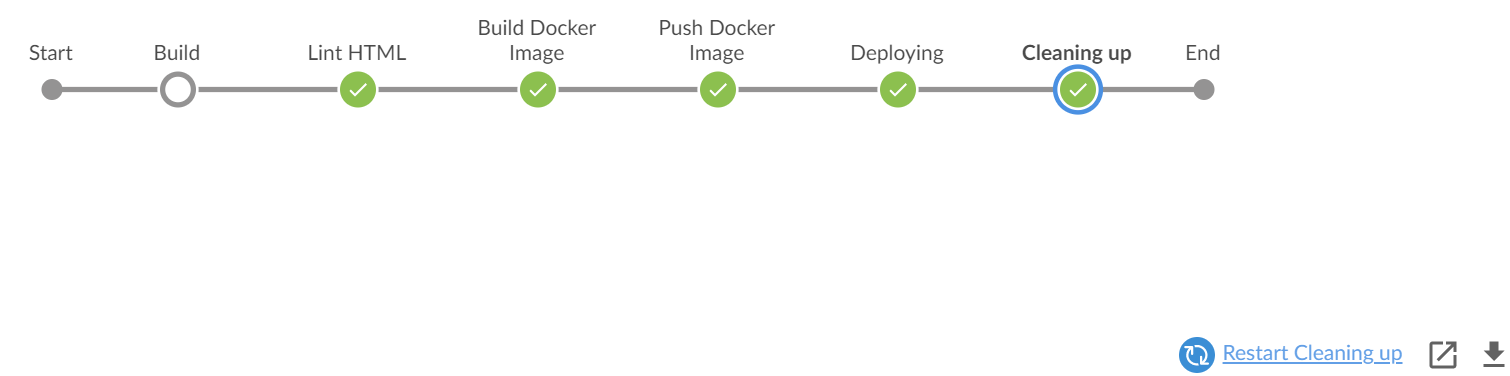 Start
Build
Lint HTML
Build Docker
Image
Push Docker
Image
Deploying
Cleaning up
End
Restart Cleaning up